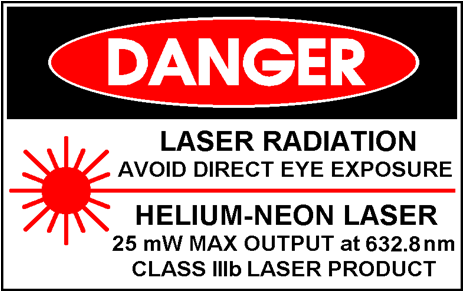 DANGER
LASER RADIATION
AVOID DIRECT EYE EXPOSURE
HELIUM-NEON LASER
25 mW MAX OUTPUT at 632.8 nm
CLASS IIIb LASER PRODUCT